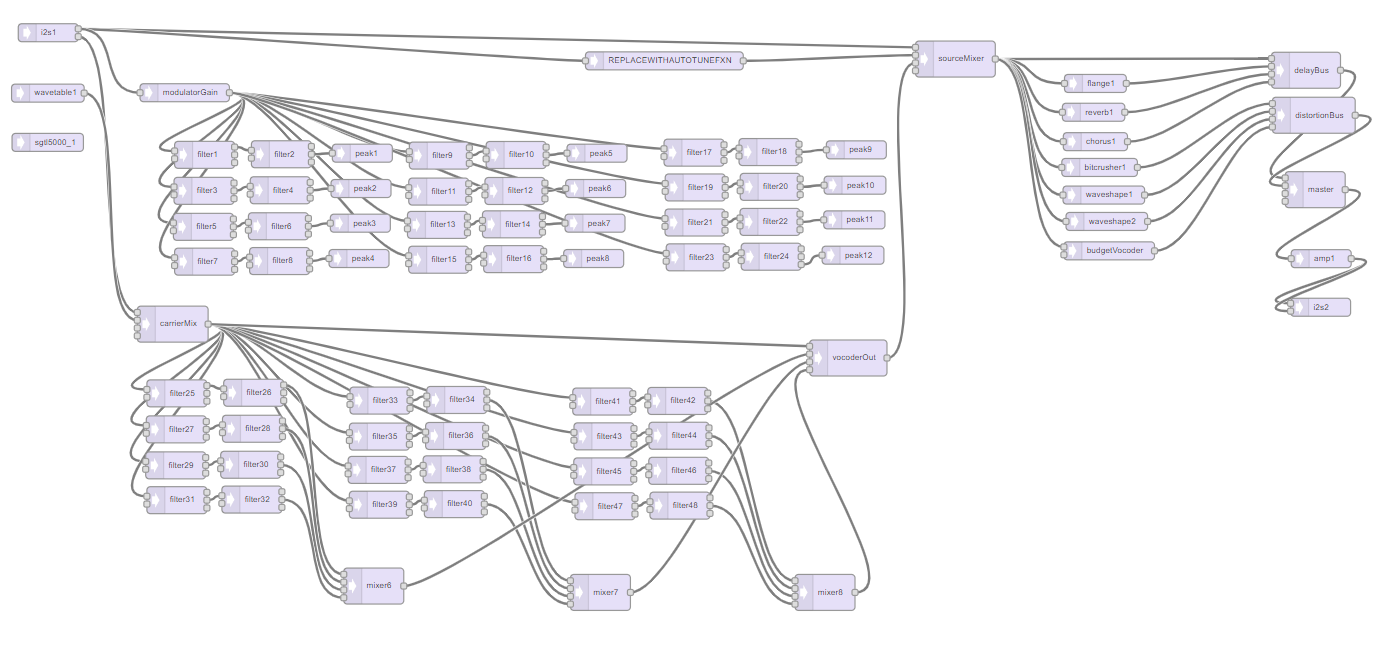 i2s1
REPLACEWITHAUTOTUNEFXN
sourceMixer
delayBus
flange1
wavetable1
modulatorGain
reverb1
distortionBus
sgtl5000_1
chorus1
filter1
filter2
peak1
filter9
filter10
peak5
filter17
filter18
peak9
bitcrusher1
filter3
filter4
peak2
filter11
filter12
peak6
filter19
filter20
peak10
waveshape1
master
filter5
filter6
peak3
filter13
filter14
peak7
filter21
filter22
peak11
waveshape2
filter7
filter8
peak4
filter15
filter16
peak8
filter23
filter24
peak12
budgetVocoder
amp1
i2s2
carrierMix
vocoderOut
filter25
filter26
filter33
filter34
filter41
filter42
filter27
filter28
filter35
filter36
filter43
filter44
filter29
filter30
filter37
filter38
filter45
filter46
filter31
filter32
filter39
filter40
filter47
filter48
mixer6
mixer7
mixer8